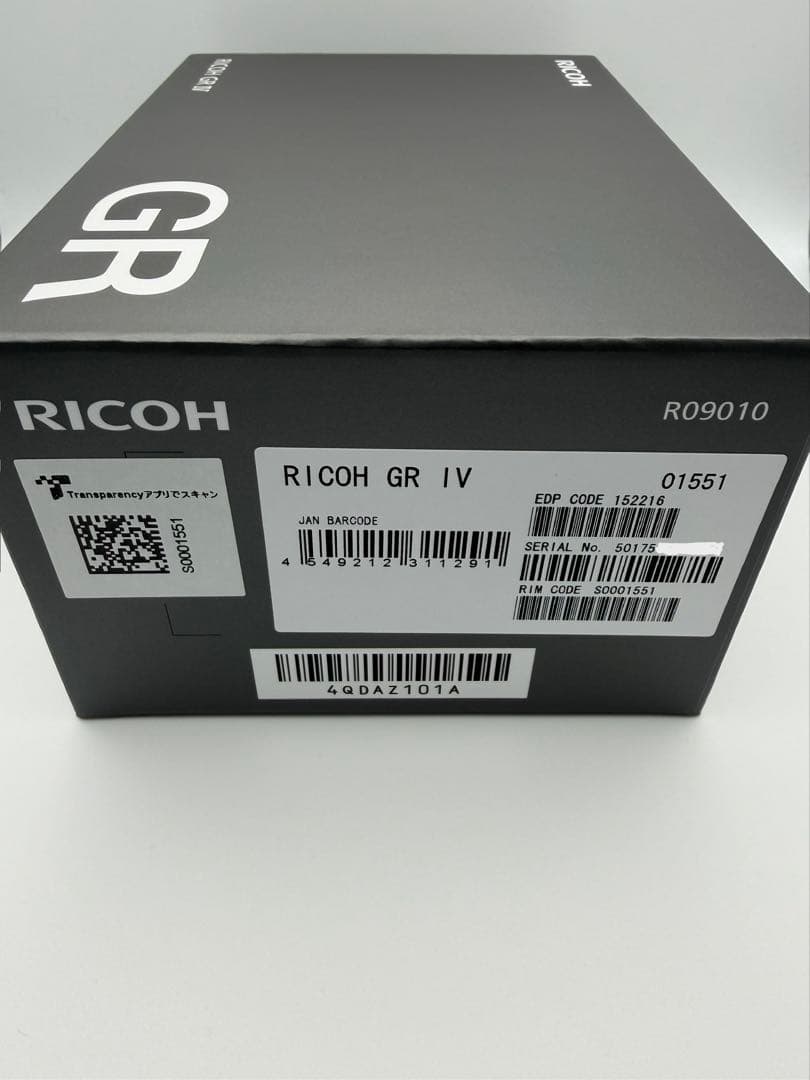 RICOH GR IV
RICOH
GR
RICOH
R09010
TransparencyアプリでスキャN
S0001551
RICOH GR IV
01551
EDP CODE 152216
JAN BARCODE
4 549212 311291
SERIAL No. 50175
RIM CODE S0001551
4QDAZ101A